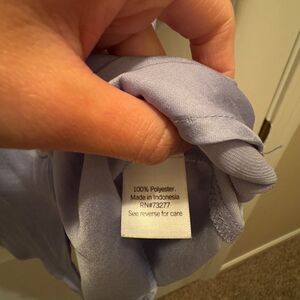 100% Polyester.
Made in Indonesia
RN#73277
See reverse for care